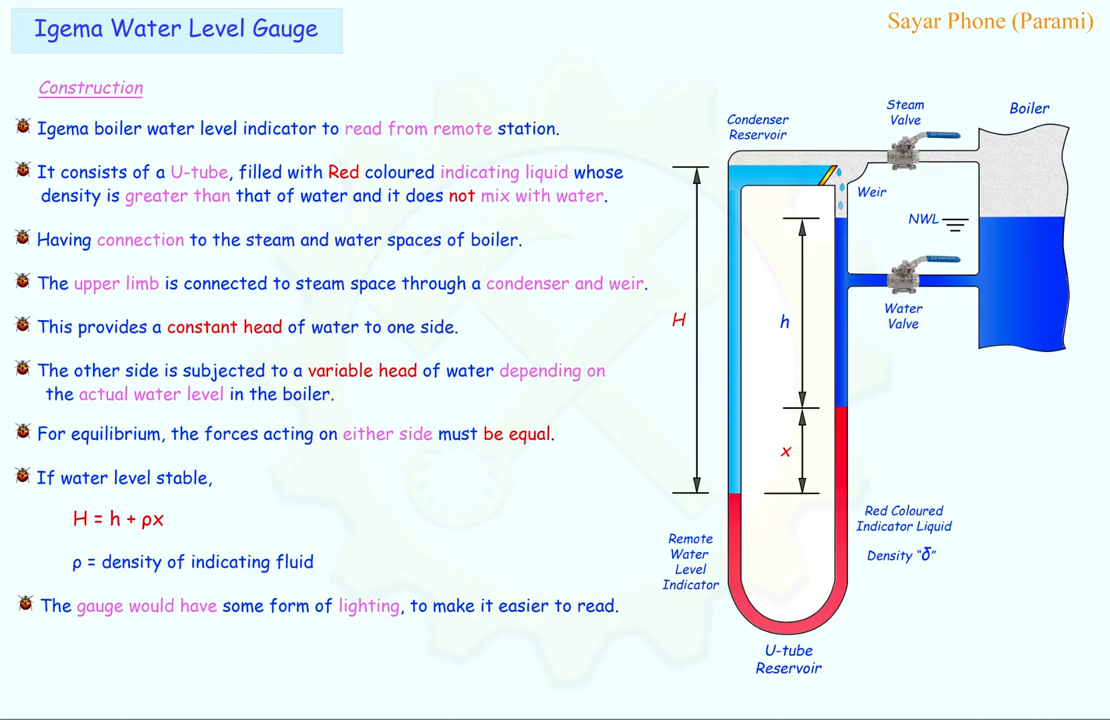 Igema Water Level Gauge
Sayar Phone (Parami)
Construction
Igema boiler water level indicator to read from remote station.
It consists of a U-tube, filled with Red coloured indicating liquid whose
density is greater than that of water and it does not mix with water.
Having connection to the steam and water spaces of boiler.
The upper limb is connected to steam space through a condenser and weir.
This provides a constant head of water to one side.
The other side is subjected to a variable head of water depending on
the actual water level in the boiler.
For equilibrium, the forces acting on either side must be equal.
If water level stable,
H = h + ρx
ρ = density of indicating fluid
The gauge would have some form of lighting, to make it easier to read.
Condenser
Reservoir
Steam
Valve
Boiler
Weir
NWL
Water
Valve
H
h
x
Remote
Water
Level
Indicator
Red Coloured
Indicator Liquid
Density "δ"
U-tube
Reservoir